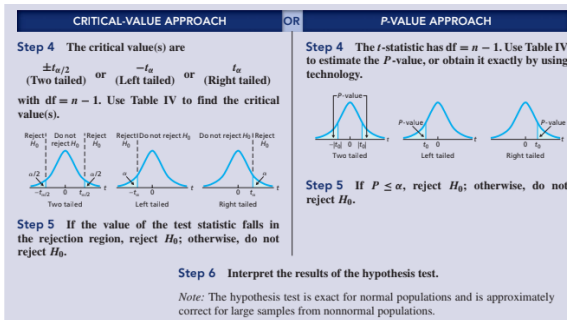 CRITICAL-VALUE APPROACH OR P-VALUE APPROACH
Step 4 The critical value(s) are
±tα/2 or −tα or tα
(Two tailed) (Left tailed) (Right tailed)
with df = n − 1. Use Table IV to find the critical
value(s).
Reject H0 Do not reject H0 Reject H0
α/2 α/2
−tα/2 0 tα/2 t
Two tailed
Reject H0 Do not reject H0
α
−tα 0 t
Left tailed
Do not reject H0 Reject H0
α
0 tα t
Right tailed
Step 5 If the value of the test statistic falls in
the rejection region, reject H0; otherwise, do not
reject H0.
Step 4 The t-statistic has df = n − 1. Use Table IV
to estimate the P-value, or obtain it exactly by using
technology.
P-value
−|t0| 0 |t0| t
Two tailed
P-value
t0 0 t
Left tailed
P-value
0 t0 t
Right tailed
Step 5 If P ≤ α, reject H0; otherwise, do not
reject H0.
Step 6 Interpret the results of the hypothesis test.
Note: The hypothesis test is exact for normal populations and is approximately
correct for large samples from nonnormal populations.